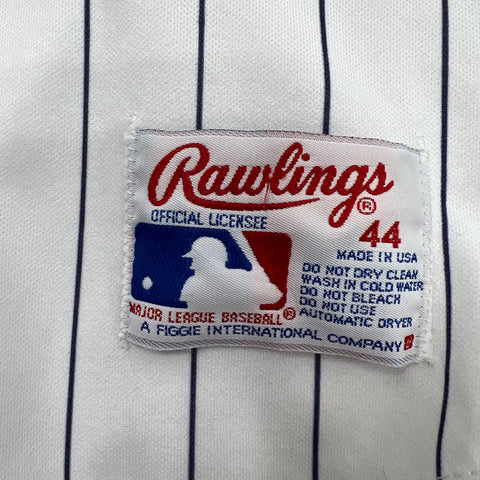 Rawlings®
OFFICIAL LICENSEE
44
MADE IN USA
DO NOT DRY CLEAN
WASH IN COLD WATER
DO NOT BLEACH
DO NOT USE
AUTOMATIC DRYER
MAJOR LEAGUE BASEBALL®
A FIGGIE INTERNATIONAL COMPANY